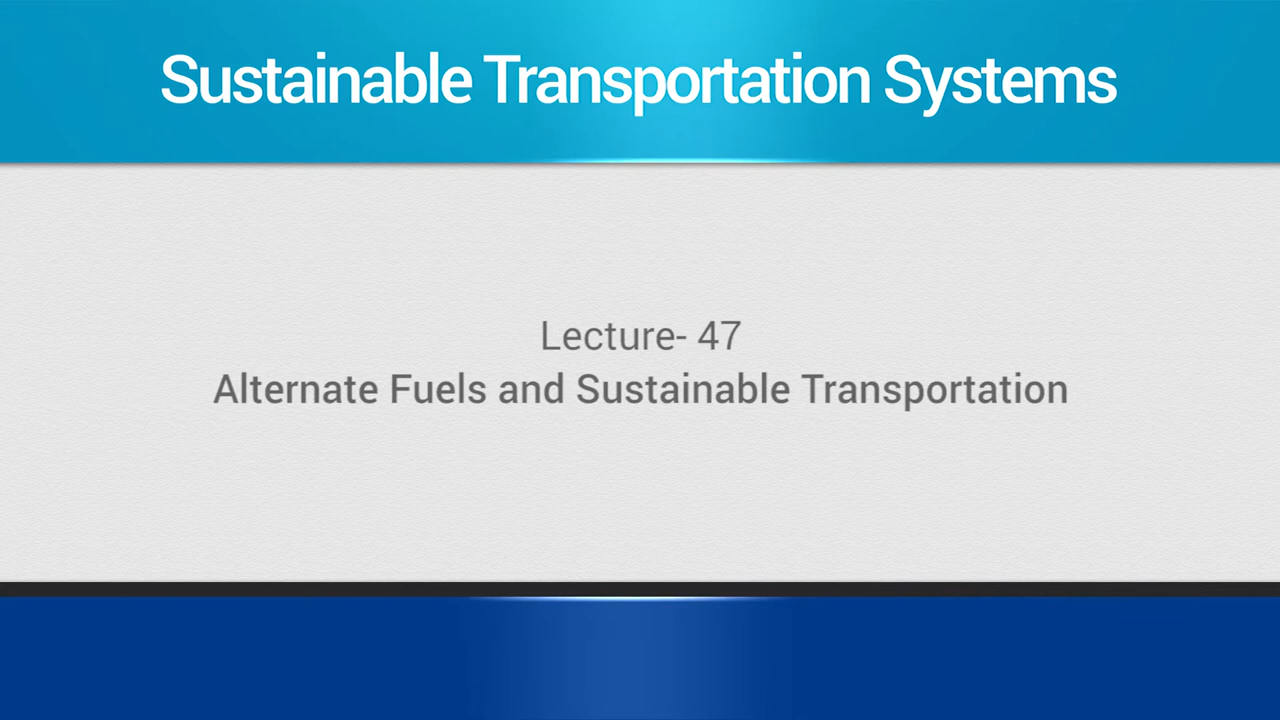 Sustainable Transportation Systems
Lecture- 47
Alternate Fuels and Sustainable Transportation